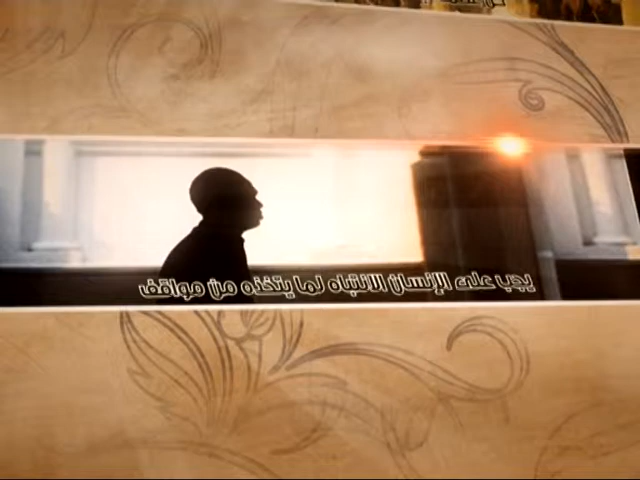 يجب على الإنسان الانتباه لما يتخذه من مواقف